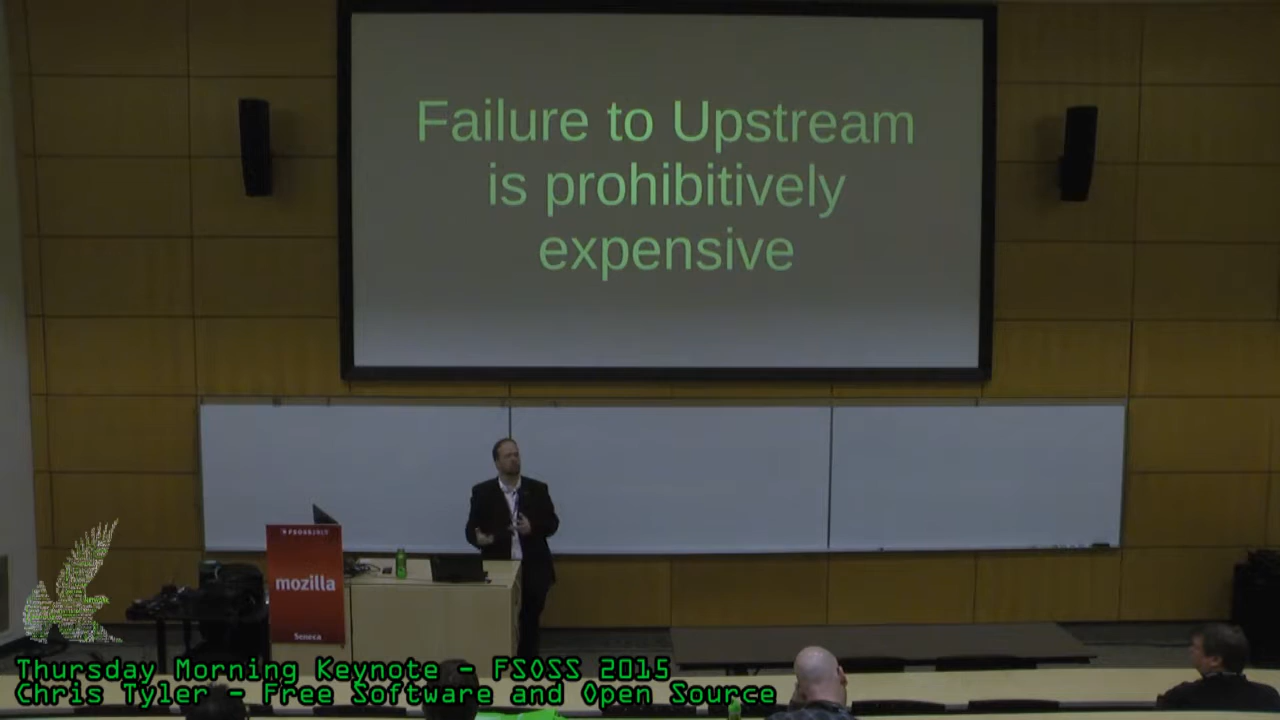 Failure to Upstream
is prohibitively
expensive
mozilla
Seneca
Thursday Morning Keynote - FSOSS 2015
Chris Tyler - Free Software and Open Source